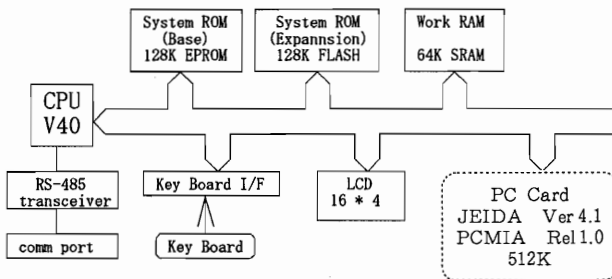 System ROM
(Base)
128K EPROM
System ROM
(Expannsion)
128K FLASH
Work RAM
64K SRAM
CPU
V40
RS-485
transceiver
comm port
Key Board I/F
Key Board
LCD
16 * 4
PC Card
JEIDA Ver 4.1
PCMIA Rel 1.0
512K